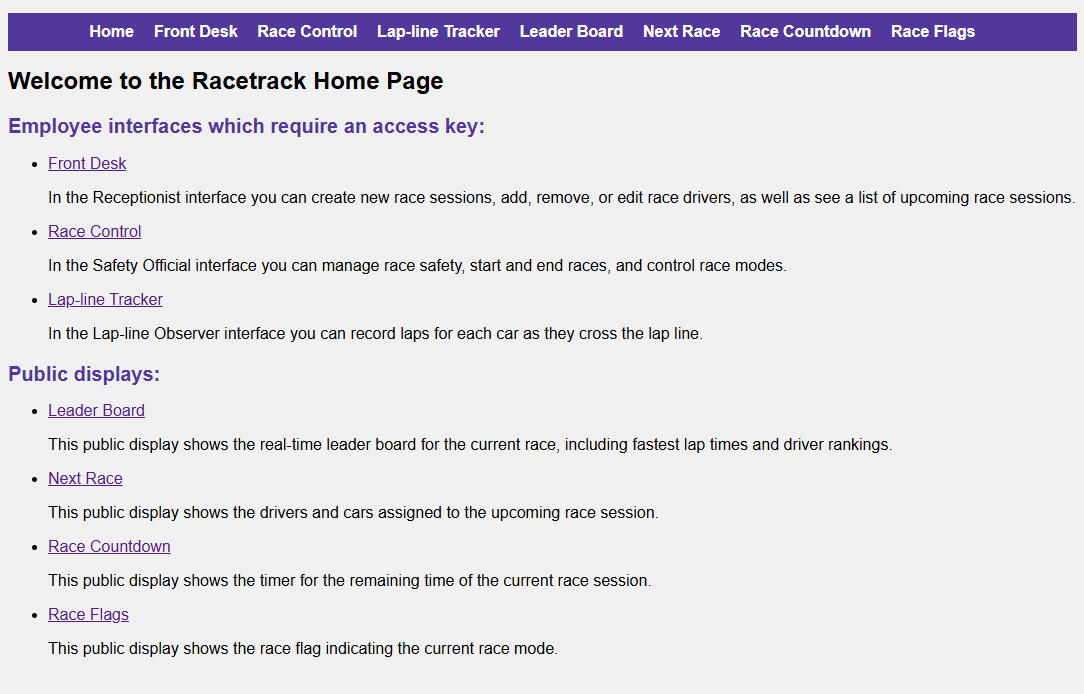 Home Front Desk Race Control Lap-line Tracker Leader Board Next Race Race Countdown Race Flags
Welcome to the Racetrack Home Page
Employee interfaces which require an access key:
Front Desk
In the Receptionist interface you can create new race sessions, add, remove, or edit race drivers, as well as see a list of upcoming race sessions.
Race Control
In the Safety Official interface you can manage race safety, start and end races, and control race modes.
Lap-line Tracker
In the Lap-line Observer interface you can record laps for each car as they cross the lap line.
Public displays:
Leader Board
This public display shows the real-time leader board for the current race, including fastest lap times and driver rankings.
Next Race
This public display shows the drivers and cars assigned to the upcoming race session.
Race Countdown
This public display shows the timer for the remaining time of the current race session.
Race Flags
This public display shows the race flag indicating the current race mode.